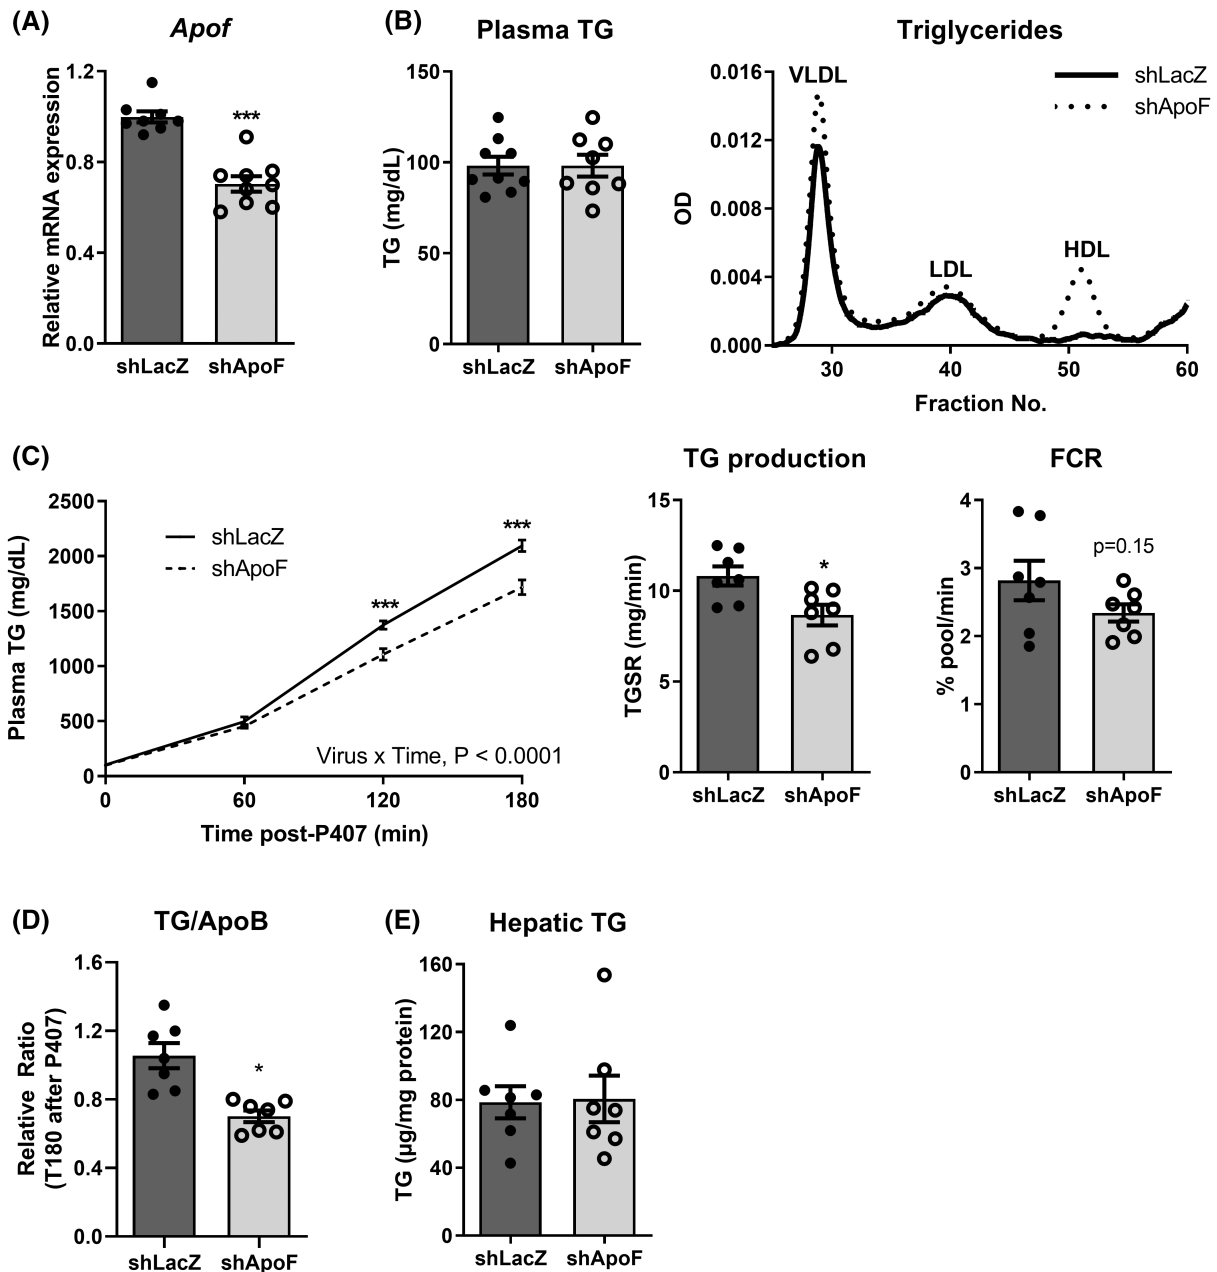 (A)
Apof
Relative mRNA expression
1.2
0.8
0.4
0.0
***
shLacZ shApoF
(B)
Plasma TG
TG (mg/dL)
150
100
50
0
shLacZ shApoF
Triglycerides
OD
0.016
0.012
0.008
0.004
0.000
VLDL
LDL
HDL
shLacZ
shApoF
30 40 50 60
Fraction No.
(C)
Plasma TG (mg/dL)
2500
2000
1500
1000
500
0
shLacZ
shApoF
***
***
Virus x Time, P < 0.0001
0 60 120 180
Time post-P407 (min)
TG production
TGSR (mg/min)
15
10
5
0
*
shLacZ shApoF
FCR
% pool/min
4
3
2
1
0
p=0.15
shLacZ shApoF
(D)
TG/ApoB
Relative Ratio
(T180 after P407)
1.6
1.2
0.8
0.4
0.0
*
shLacZ shApoF
(E)
Hepatic TG
TG (µg/mg protein)
160
120
80
40
0
shLacZ shApoF